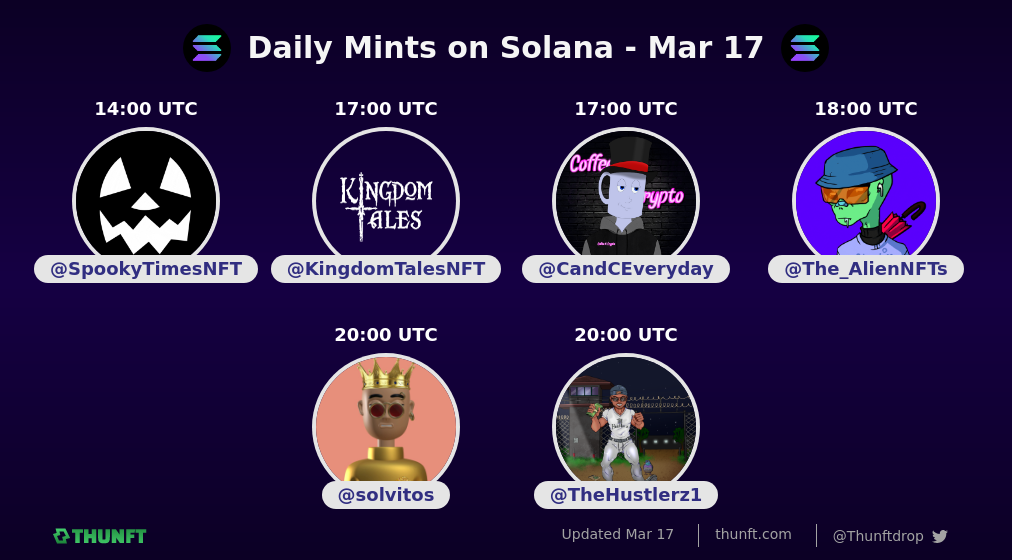 Daily Mints on Solana - Mar 17
14:00 UTC
17:00 UTC
17:00 UTC
18:00 UTC
KINGDOM
TALES
Coffee
Crypto
@SpookyTimesNFT
@KingdomTalesNFT
@CandCEveryday
@The_AlienNFTs
20:00 UTC
20:00 UTC
@solvitos
@TheHustlerz1
THUNFT
Updated Mar 17
thunft.com
@Thunftdrop